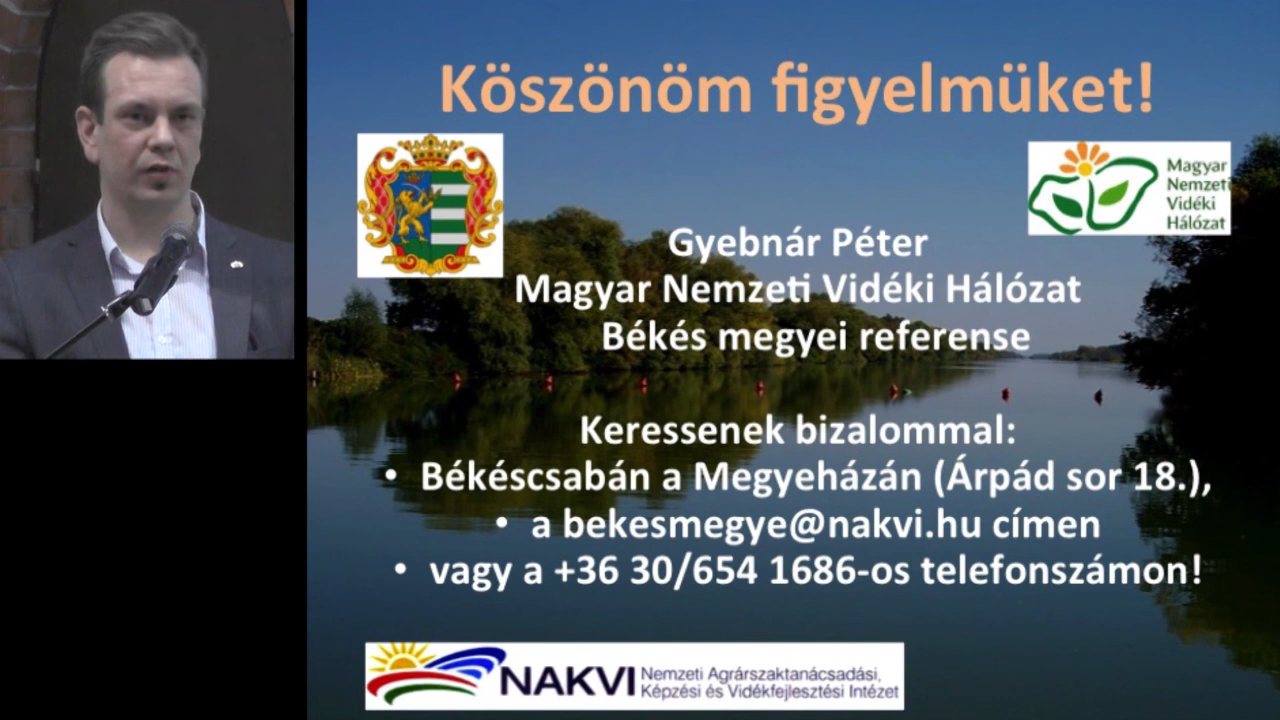 Köszönöm figyelmüket!
Magyar
Nemzeti
Vidéki
Hálózat
Gyebnár Péter
Magyar Nemzeti Vidéki Hálózat
Békés megyei referense
Keressenek bizalommal:
• Békéscsabán a Megyeházán (Árpád sor 18.),
• a bekesmegye@nakvi.hu címen
• vagy a +36 30/654 1686-os telefonszámon!
NAKVI Nemzeti Agrárszaktanácsadási,
Képzési és Vidékfejlesztési Intézet